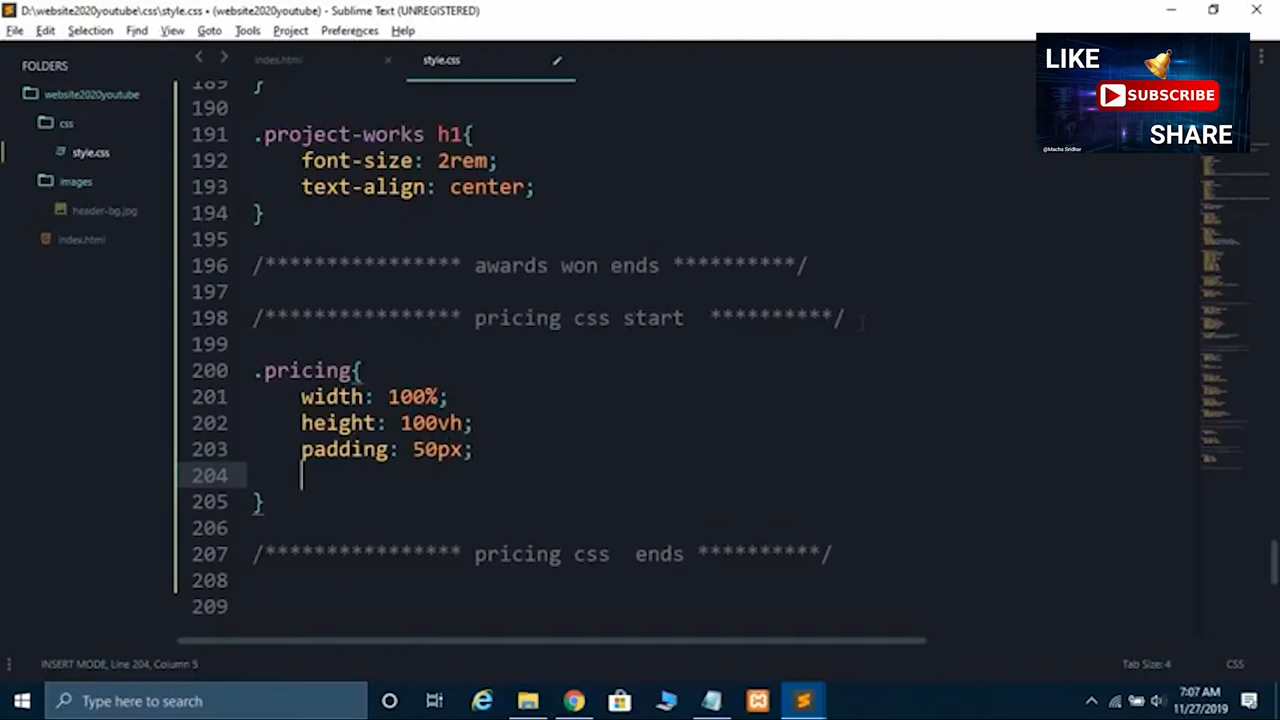 D:\website2020youtube\css\style.css • (website2020youtube) - Sublime Text (UNREGISTERED)
File Edit Selection Find View Goto Tools Project Preferences Help
FOLDERS
website2020youtube
css
style.css
images
header-bg.jpg
index.html
index.html
style.css
LIKE
SUBSCRIBE
SHARE
@Macha Sridhar
189 }
190
191 .project-works h1{
192 font-size: 2rem;
193 text-align: center;
194 }
195
196 /**************** awards won ends **********/
197
198 /**************** pricing css start **********/
199
200 .pricing{
201 width: 100%;
202 height: 100vh;
203 padding: 50px;
204
205 }
206
207 /**************** pricing css ends **********/
208
209
INSERT MODE, Line 204, Column 5
Tab Size: 4
CSS
Type here to search
7:07 AM
11/27/2019